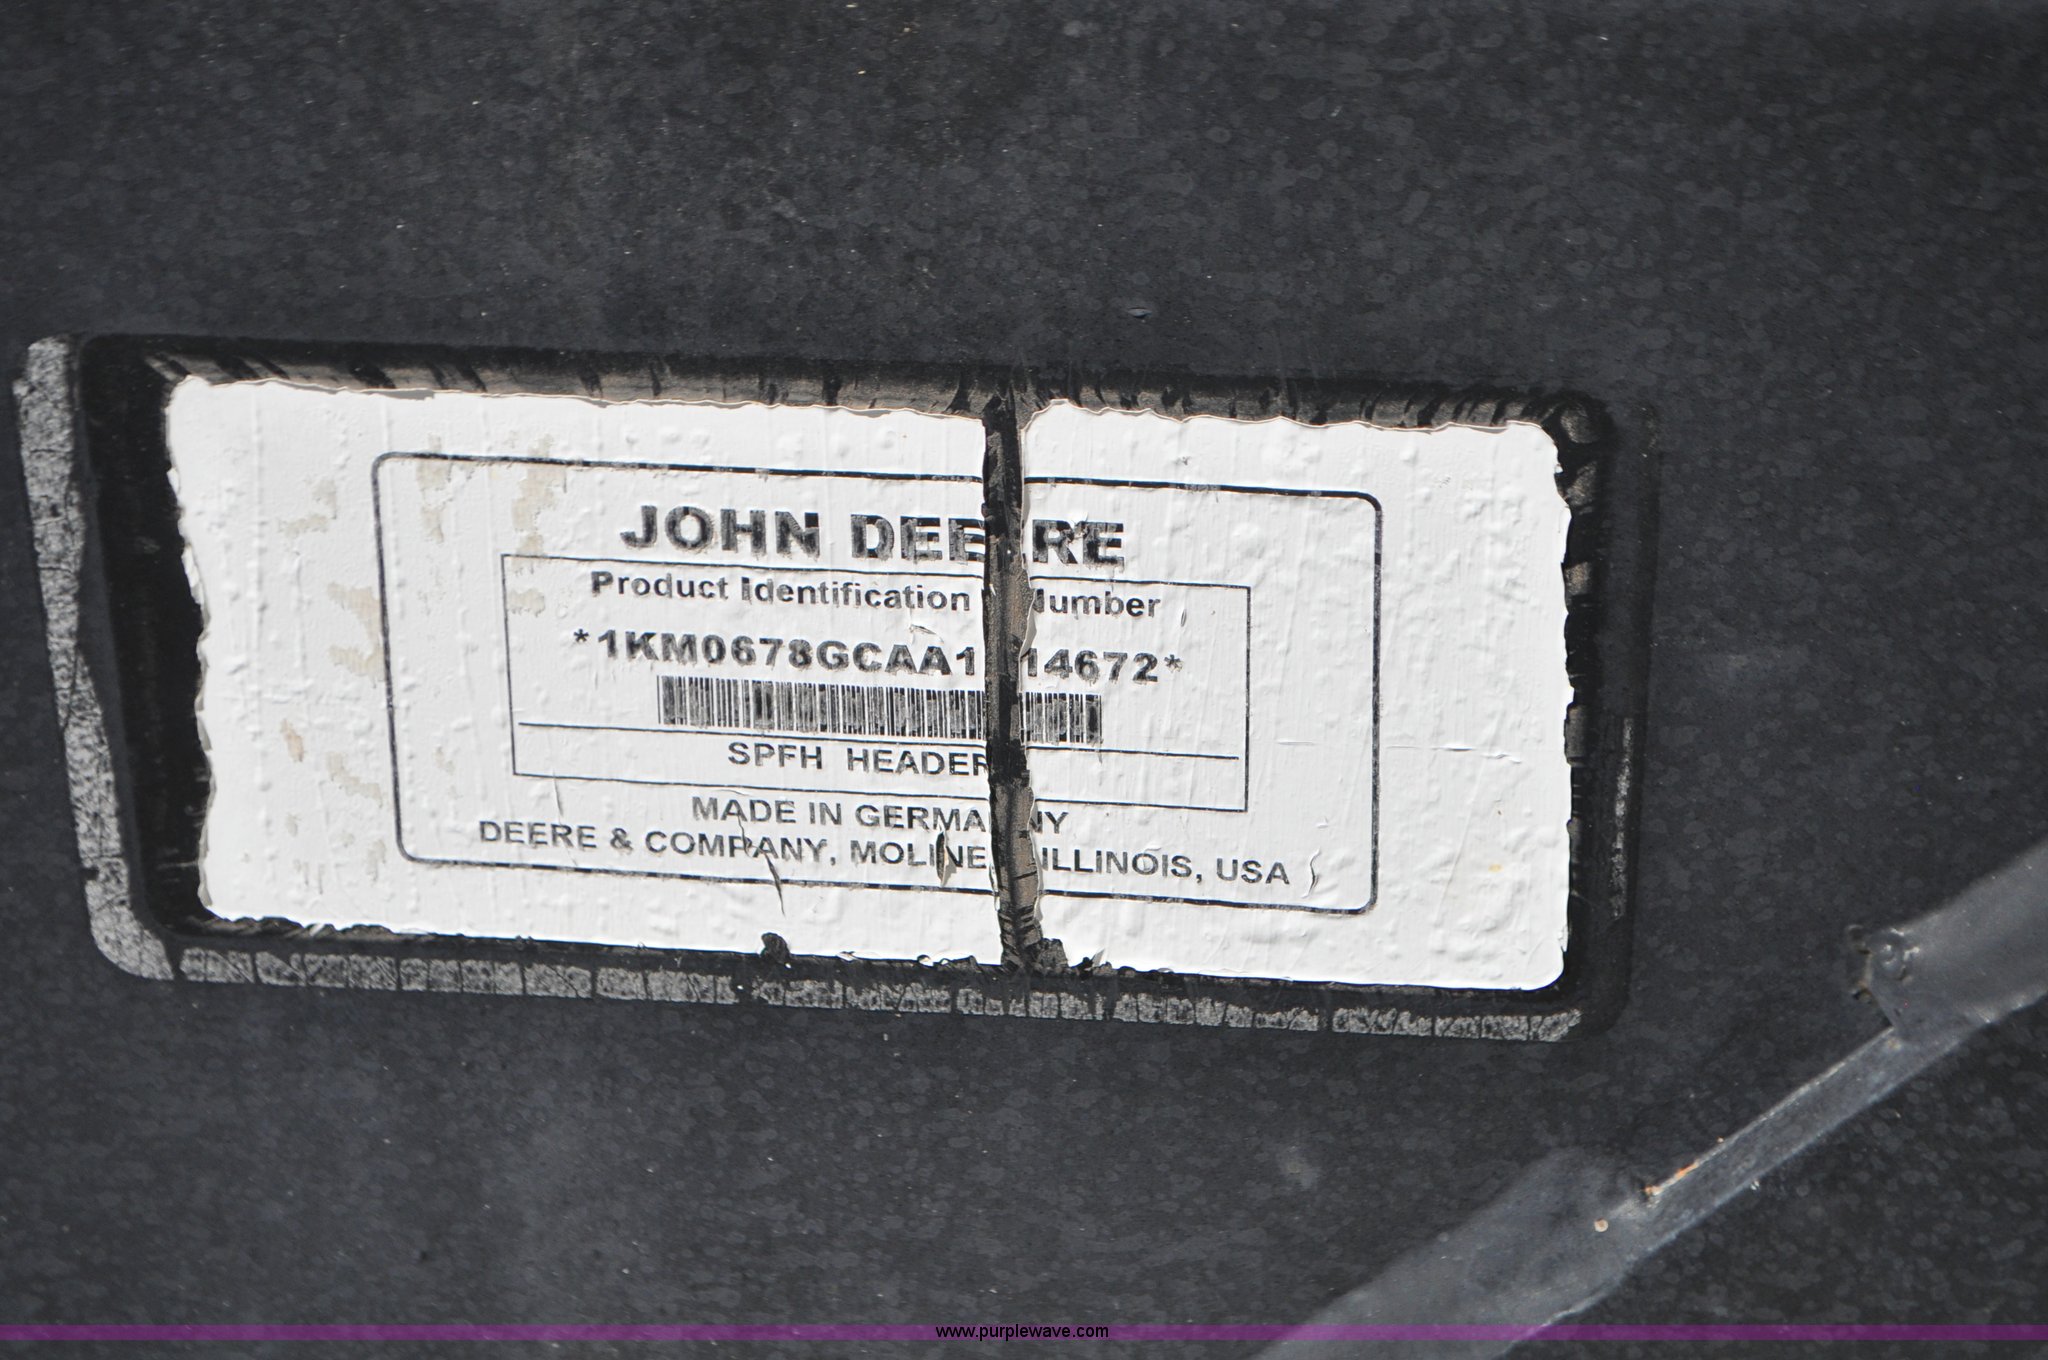 JOHN DEERE
Product Identification Number
*1KM0678GCAA1 14672*
SPFH HEADER
MADE IN GERMANY
DEERE & COMPANY, MOLINE, ILLINOIS, USA
www.purplewave.com